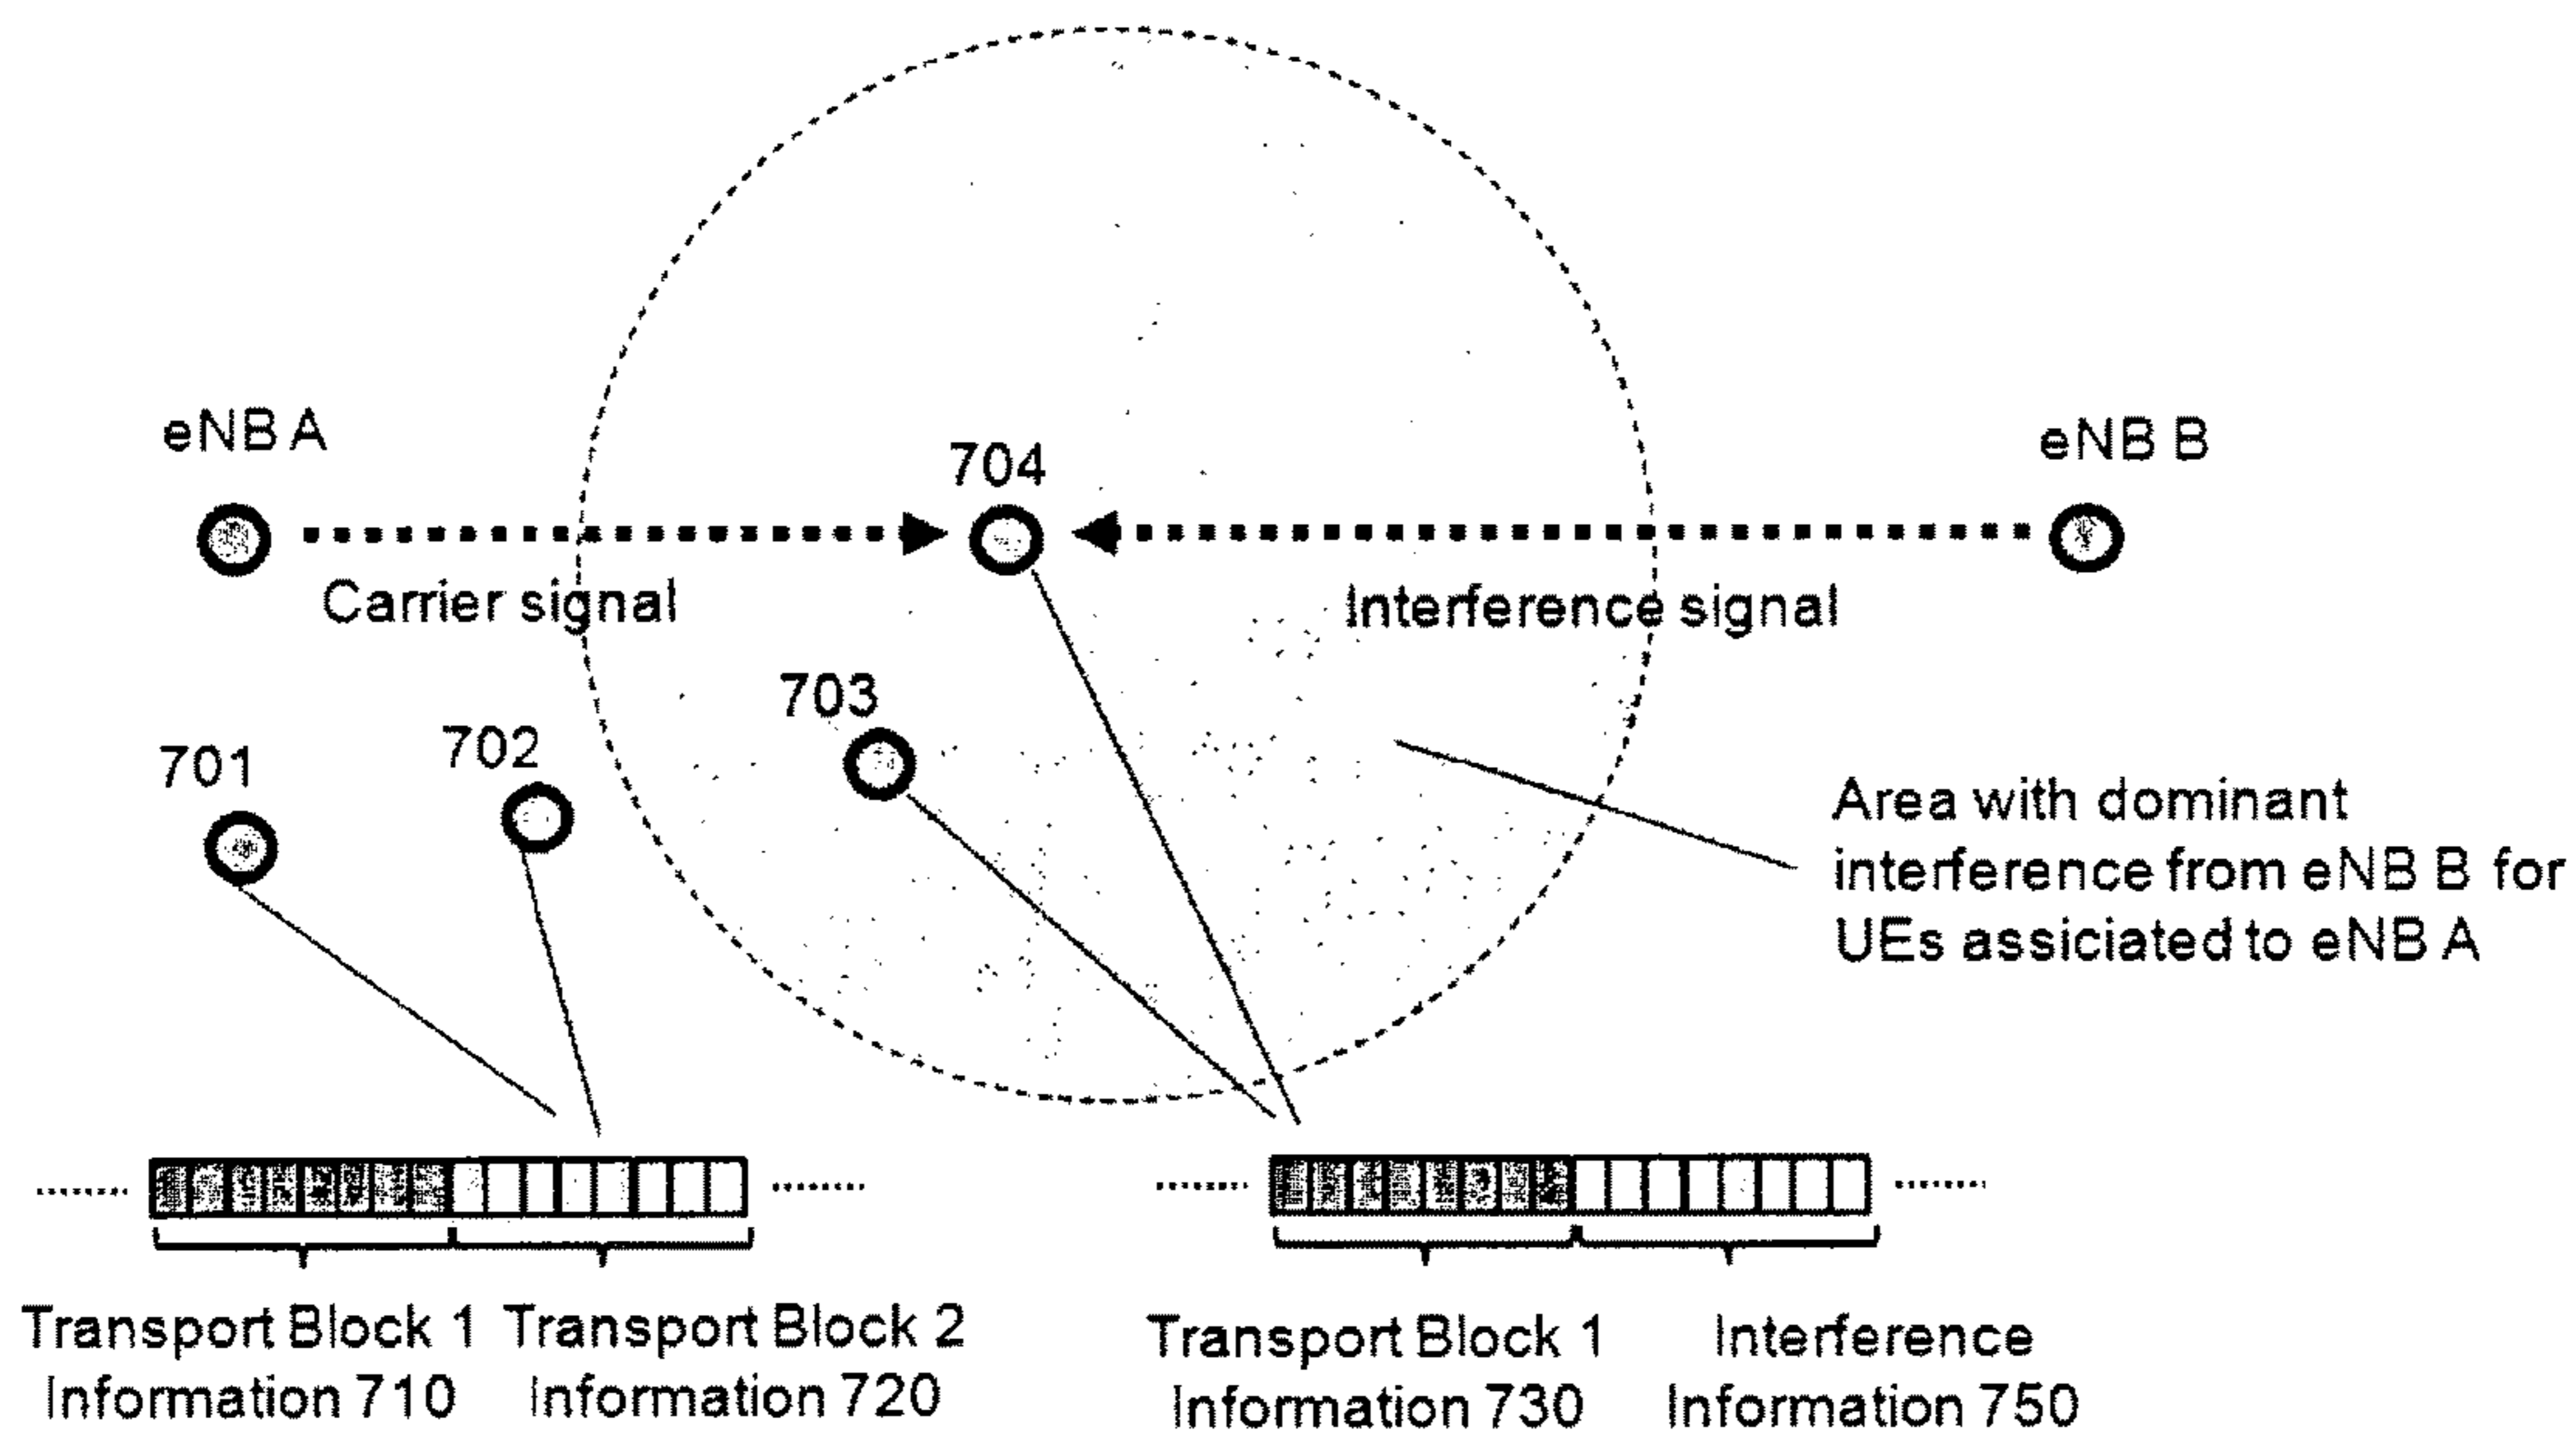 eNB A
eNB B
704
Carrier signal
Interference signal
703
702
701
Area with dominant
interference from eNB B for
UEs assiciated to eNB A
Transport Block 1
Information 710
Transport Block 2
Information 720
Transport Block 1
Information 730
Interference
Information 750